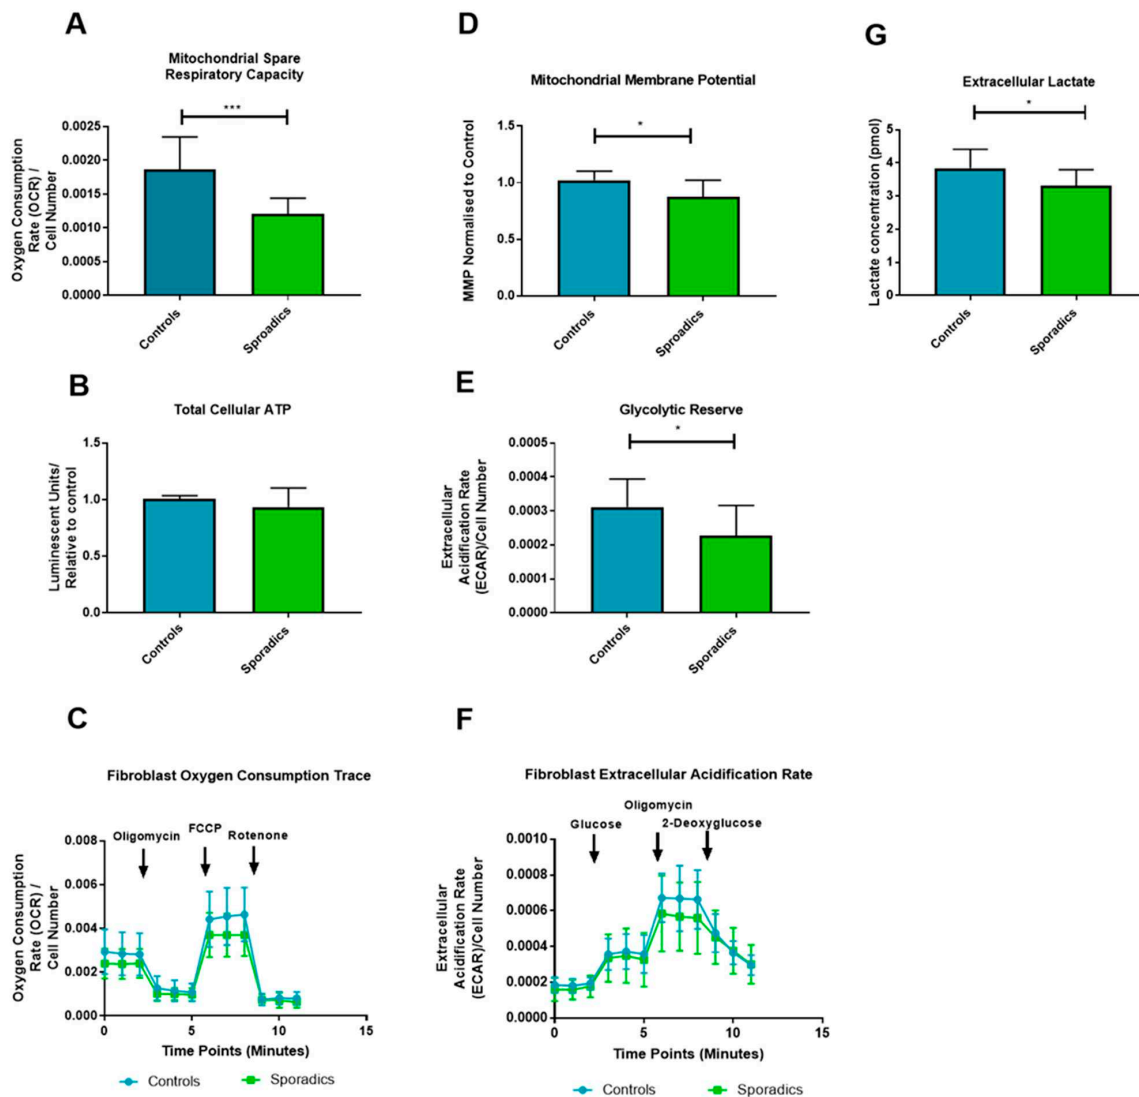 A
Mitochondrial Spare
Respiratory Capacity
***
Oxygen Consumption
Rate (OCR) /
Cell Number
0.0025
0.0020
0.0015
0.0010
0.0005
0.0000
Controls
Sproadics
D
Mitochondrial Membrane Potential
*
MMP Normalised to Control
1.5
1.0
0.5
0.0
Controls
Sproadics
G
Extracellular Lactate
*
Lactate concentration (pmol)
5
4
3
2
1
0
Controls
Sporadics
B
Total Cellular ATP
Luminescent Units/
Relative to control
1.5
1.0
0.5
0.0
Controls
Sporadics
E
Glycolytic Reserve
*
Extracellular
Acidification Rate
(ECAR)/Cell Number
0.0005
0.0004
0.0003
0.0002
0.0001
0.0000
Controls
Sporadics
C
Fibroblast Oxygen Consumption Trace
Oligomycin
FCCP
Rotenone
Oxygen Consumption
Rate (OCR) /
Cell Number
0.008
0.006
0.004
0.002
0.000
0 5 10 15
Time Points (Minutes)
Controls Sporadics
F
Fibroblast Extracellular Acidification Rate
Oligomycin
Glucose
2-Deoxyglucose
Extracellular
Acidification Rate
(ECAR)/Cell Number
0.0010
0.0008
0.0006
0.0004
0.0002
0.0000
0 5 10 15
Time Points (Minutes)
Controls Sporadics